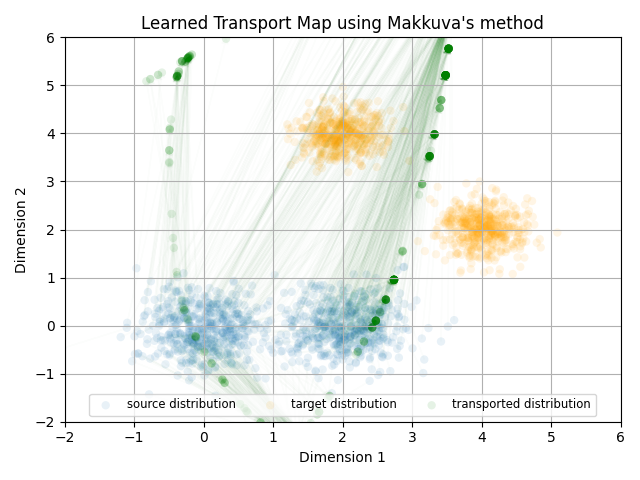 Learned Transport Map using Makkuva's method
Dimension 2
6
5
4
3
2
1
0
−1
−2
source distribution target distribution transported distribution
−2 −1 0 1 2 3 4 5 6
Dimension 1